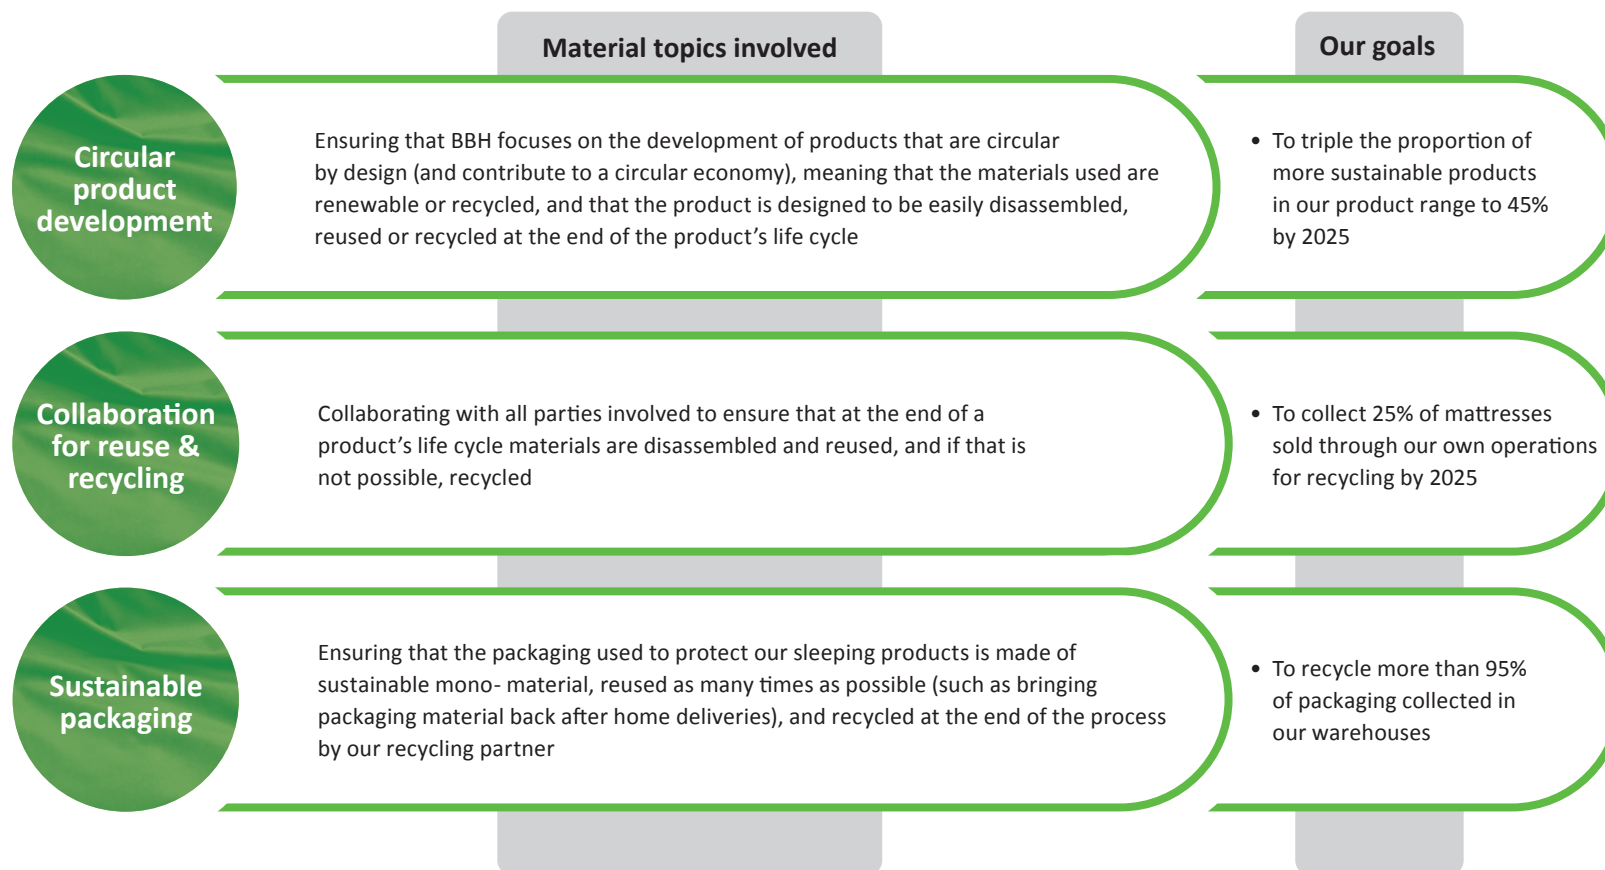 Material topics involved
Our goals
Circular
product
development
Ensuring that BBH focuses on the development of products that are circular
by design (and contribute to a circular economy), meaning that the materials used are
renewable or recycled, and that the product is designed to be easily disassembled,
reused or recycled at the end of the product’s life cycle
• To triple the proportion of
more sustainable products
in our product range to 45%
by 2025
Collaboration
for reuse &
recycling
Collaborating with all parties involved to ensure that at the end of a
product’s life cycle materials are disassembled and reused, and if that is
not possible, recycled
• To collect 25% of mattresses
sold through our own operations
for recycling by 2025
Sustainable
packaging
Ensuring that the packaging used to protect our sleeping products is made of
sustainable mono- material, reused as many times as possible (such as bringing
packaging material back after home deliveries), and recycled at the end of the process
by our recycling partner
• To recycle more than 95%
of packaging collected in
our warehouses